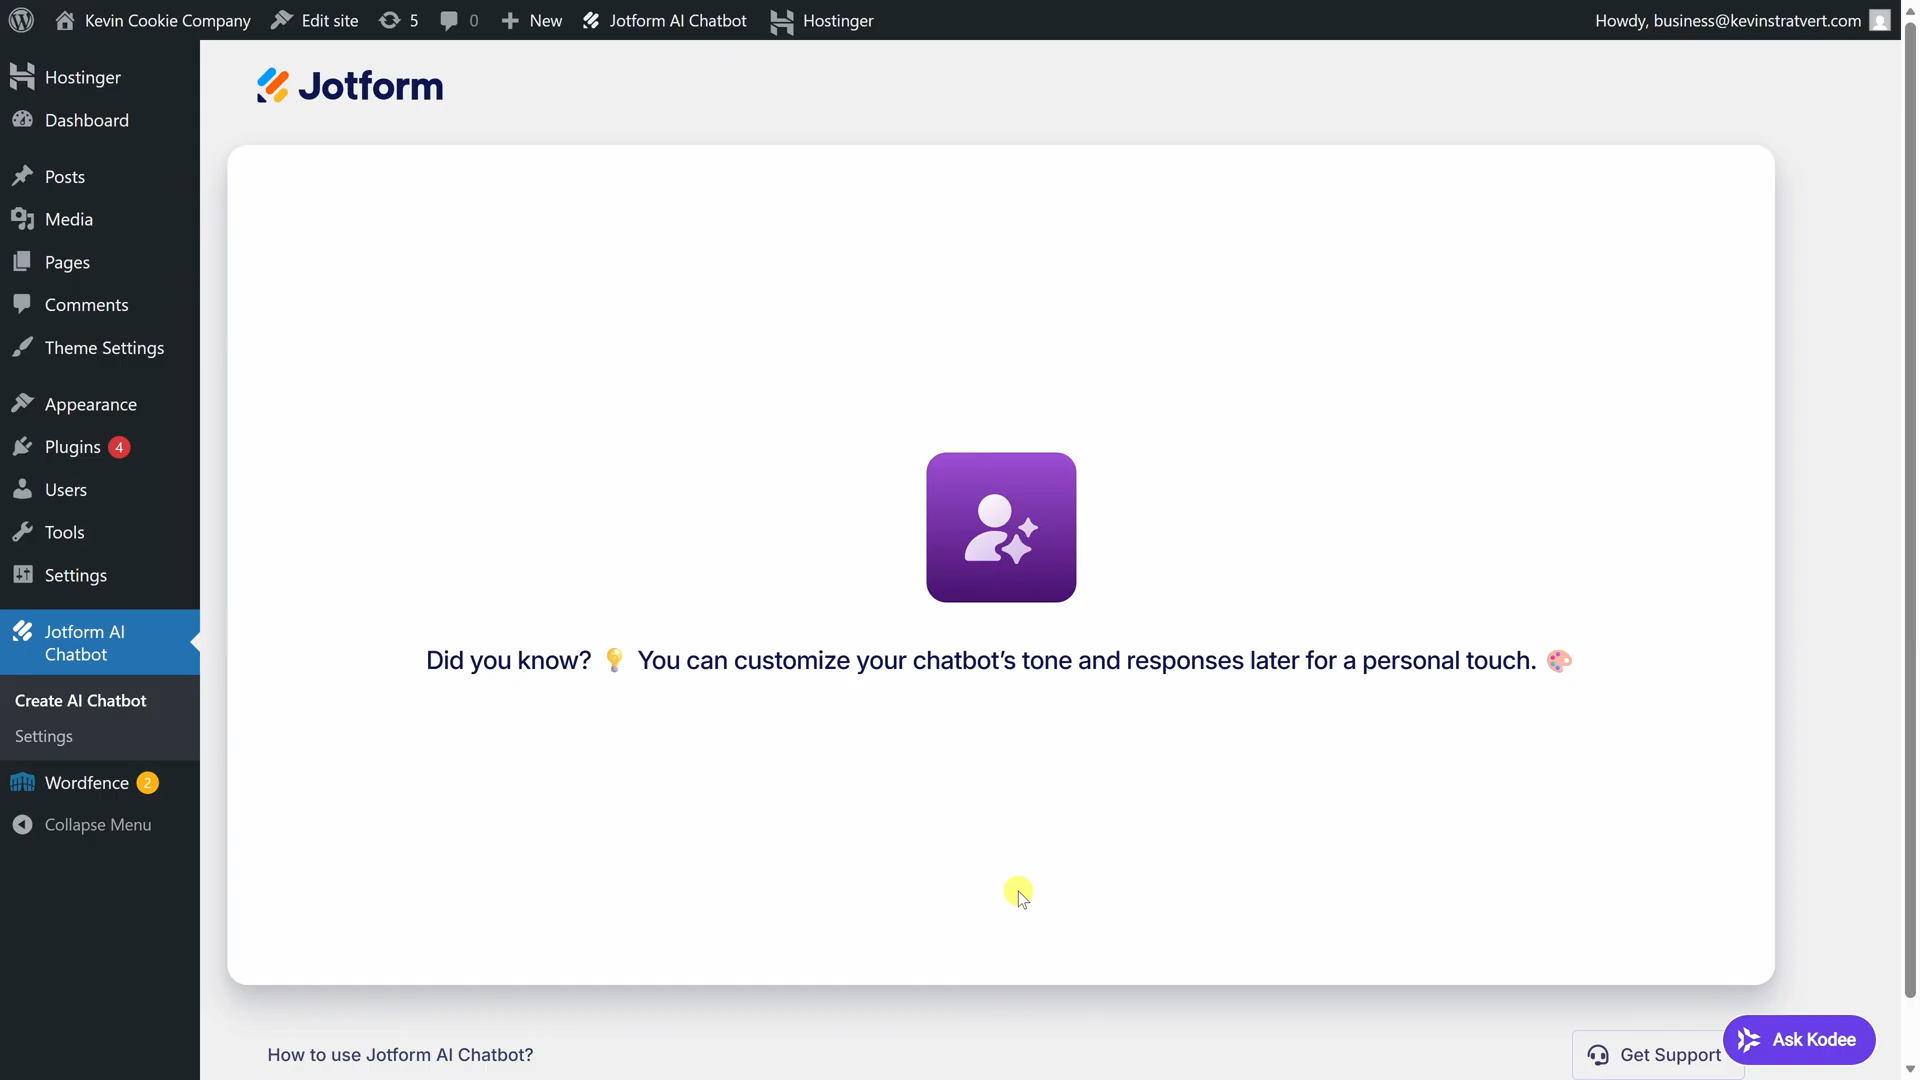 Kevin Cookie Company
Edit site
5
0
New
Jotform AI Chatbot
Hostinger
Howdy, business@kevinstratvert.com
Hostinger
Dashboard
Posts
Media
Pages
Comments
Theme Settings
Appearance
Plugins 4
Users
Tools
Settings
Jotform AI
Chatbot
Create AI Chatbot
Settings
Wordfence 2
Collapse Menu
Jotform
Did you know? 💡 You can customize your chatbot’s tone and responses later for a personal touch. 🎨
How to use Jotform AI Chatbot?
Get Support
Ask Kodee